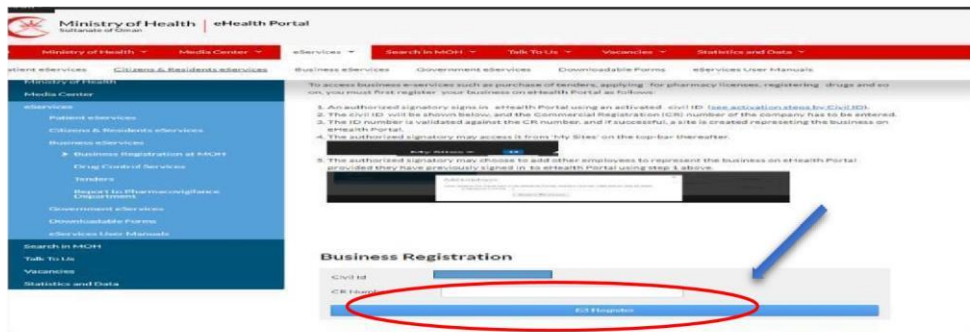 Ministry of Health | eHealth Portal
Sultanate of Oman
Ministry of Health Media Center eServices Search in MOH Talk To Us Vacancies Statistics and Data
atient eServices Citizens & Residents eServices Business eServices Government eServices Downloadable Forms eServices User Manuals
Ministry of Health
Media Center
eServices
Patient eServices
Citizens & Residents eServices
Business eServices
Business Registration at MOH
Drug Control Services
Tenders
Report to Pharmacovigilance
Department
Government eServices
Downloadable Forms
eServices User Manuals
Search in MOH
Talk To Us
Vacancies
Statistics and Data
To access business e-services such as purchase of tenders, applying for pharmacy licenses, registering drugs and so
on, you must first register your business on eHealth Portal as follows:
1. An authorized signatory signs in eHealth Portal using an activated civil ID (see activation steps by Civil ID).
2. The civil ID will be shown below, and the Commercial Registration (CR) number of the company has to be entered.
3. The ID number is validated against the CR number, and if successful, a site is created representing the business on
eHealth Portal.
4. The authorized signatory may access it from 'My Sites' on the top-bar thereafter.
My Sites
5. The authorized signatory may choose to add other employees to represent the business on eHealth Portal
provided they have previously signed in to eHealth Portal using step 1 above.
Business Registration
Civil Id
CR Numb
Register